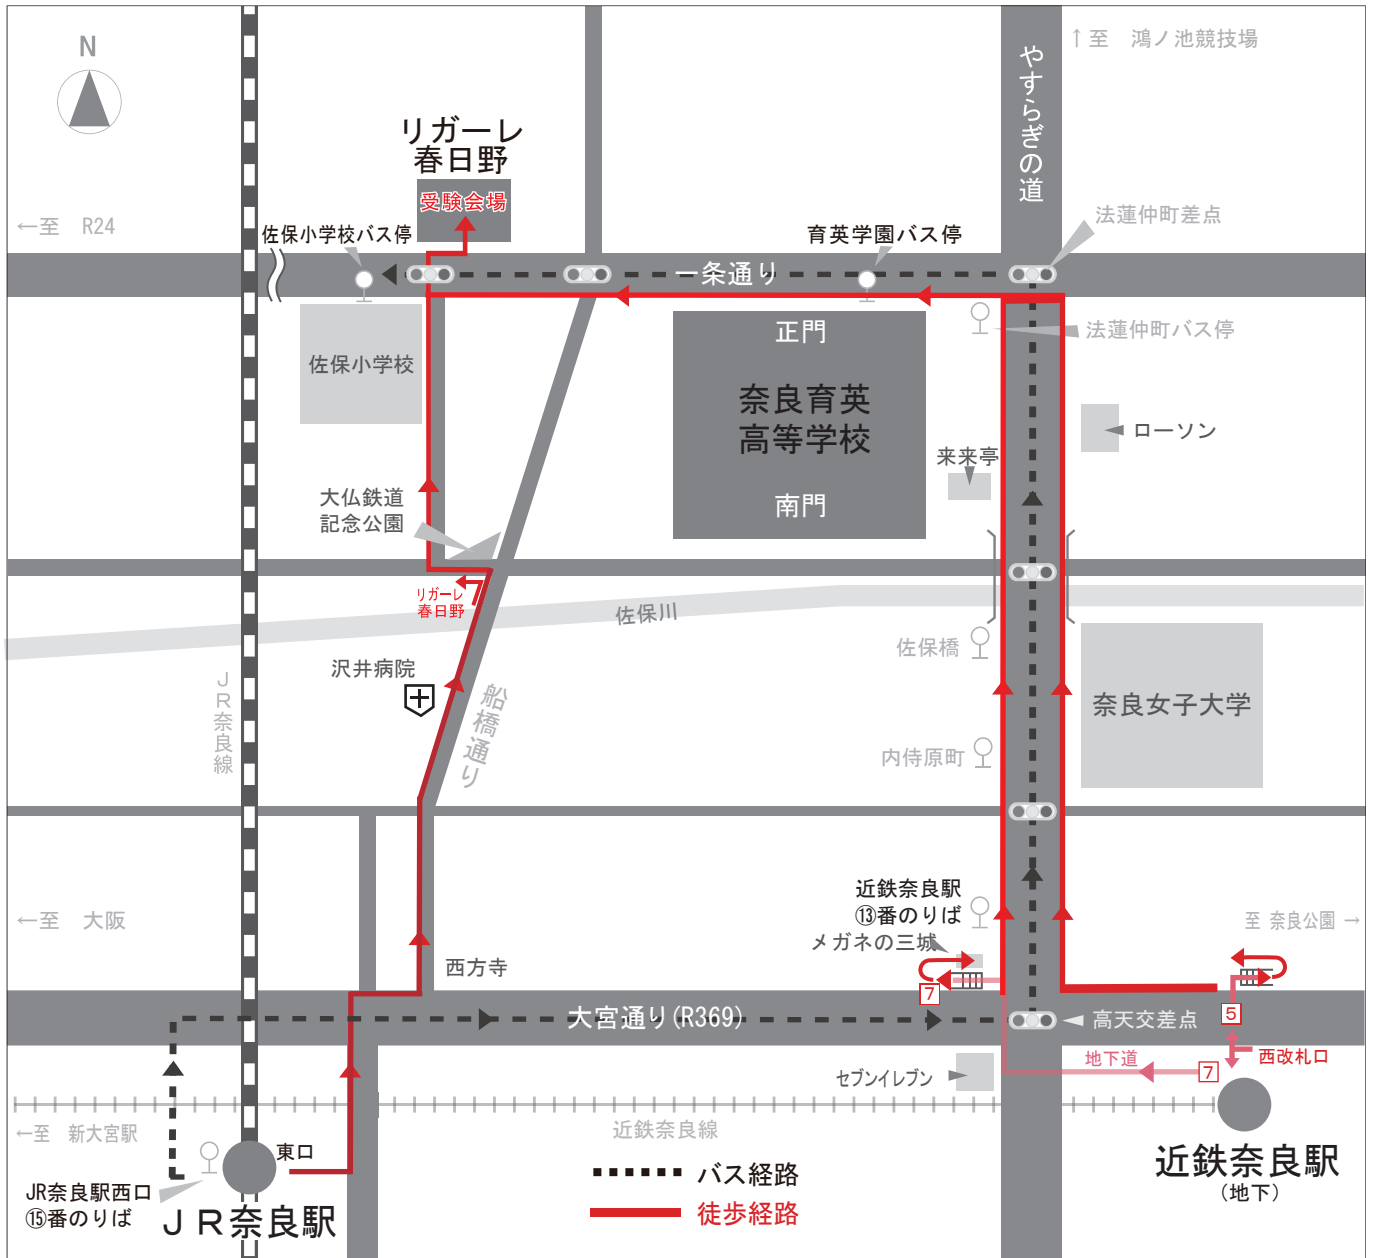 N
↑至　鴻ノ池競技場
やすらぎの道
リガーレ
春日野
受験会場
←至　R24
佐保小学校バス停
育英学園バス停
法蓮仲町差点
一条通り
正門
法蓮仲町バス停
佐保小学校
奈良育英
高等学校
ローソン
来来亭
大仏鉄道
記念公園
南門
リガーレ
春日野
佐保川
佐保橋
沢井病院
船橋通り
JR奈良線
奈良女子大学
内侍原町
近鉄奈良駅
⑬番のりば
メガネの三城
←至　大阪
至 奈良公園→
西方寺
7
5
大宮通り(R369)
高天交差点
地下道
西改札口
7
セブンイレブン
←至　新大宮駅
近鉄奈良線
東口
JR奈良駅西口
⑮番のりば
ＪＲ奈良駅
近鉄奈良駅
（地下）
バス経路
徒歩経路